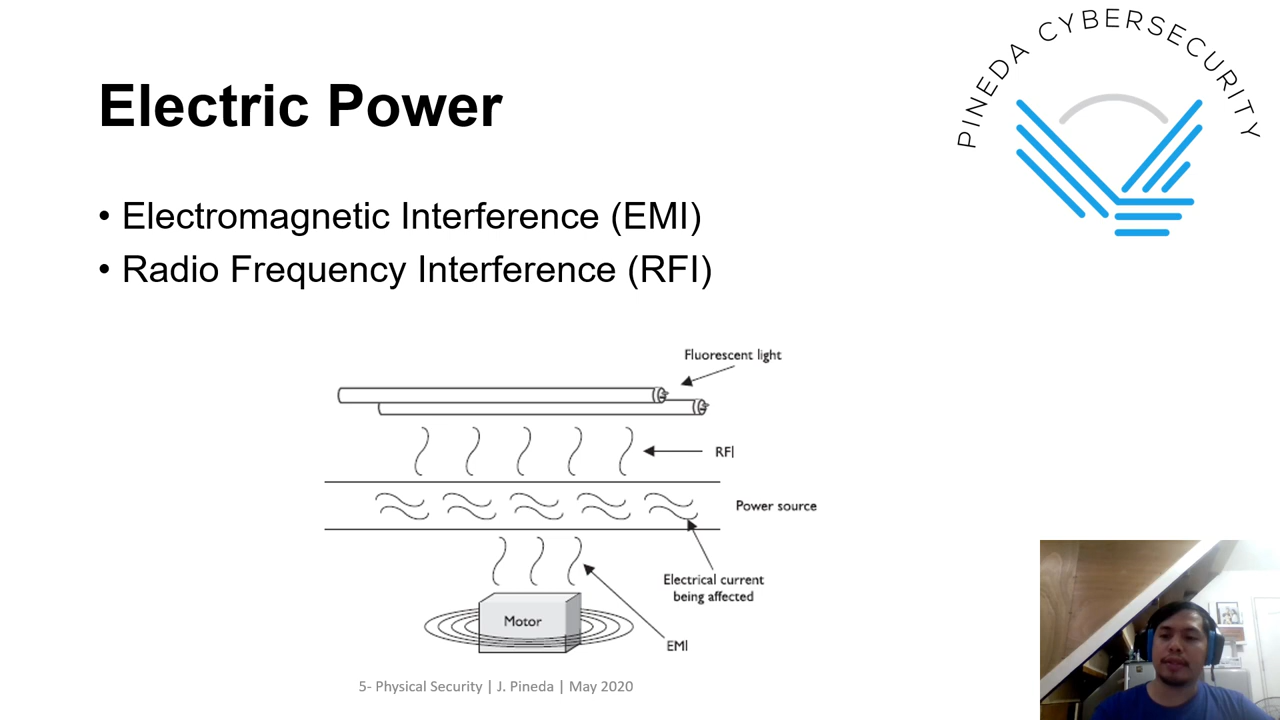 PINEDA CYBERSECURITY
Electric Power
• Electromagnetic Interference (EMI)
• Radio Frequency Interference (RFI)
Fluorescent light
RFI
Power source
Electrical current
being affected
Motor
EMI
5- Physical Security | J. Pineda | May 2020